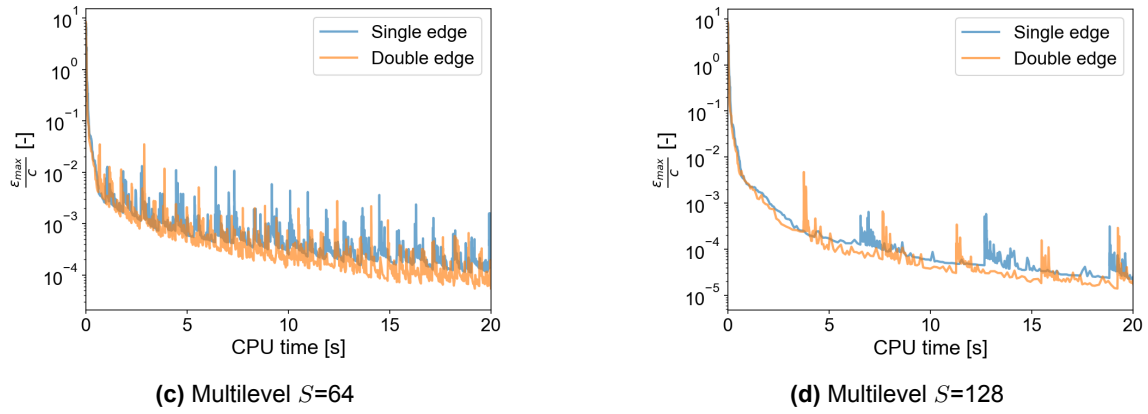 10¹
10⁰
10⁻¹
10⁻²
10⁻³
10⁻⁴
ε_max/c [-]
Single edge
Double edge
0 5 10 15 20
CPU time [s]
(c) Multilevel S=64
10¹
10⁰
10⁻¹
10⁻²
10⁻³
10⁻⁴
10⁻⁵
ε_max/c [-]
Single edge
Double edge
0 5 10 15 20
CPU time [s]
(d) Multilevel S=128